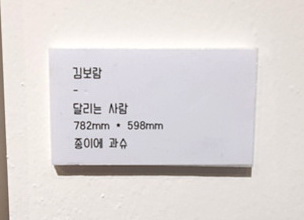 김보람
-
달리는 사람
782mm * 598mm
종이에 과슈